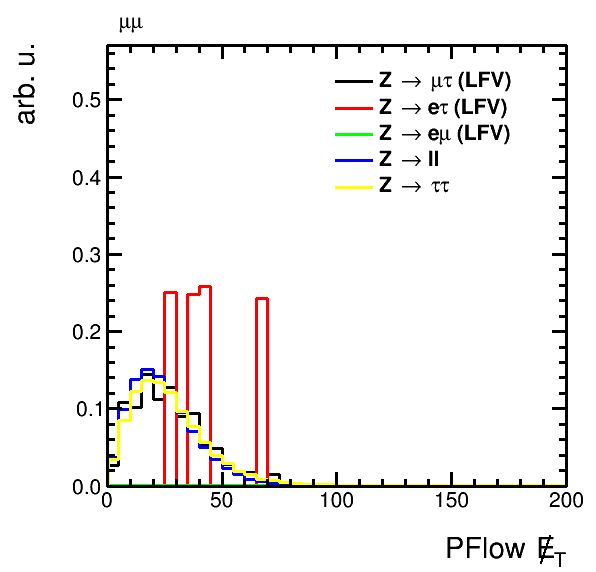 μμ
arb. u.
Z → μτ (LFV)
Z → eτ (LFV)
Z → eμ (LFV)
Z → ll
Z → ττ
0.5
0.4
0.3
0.2
0.1
0.0
0 50 100 150 200
PFlow E̸_T